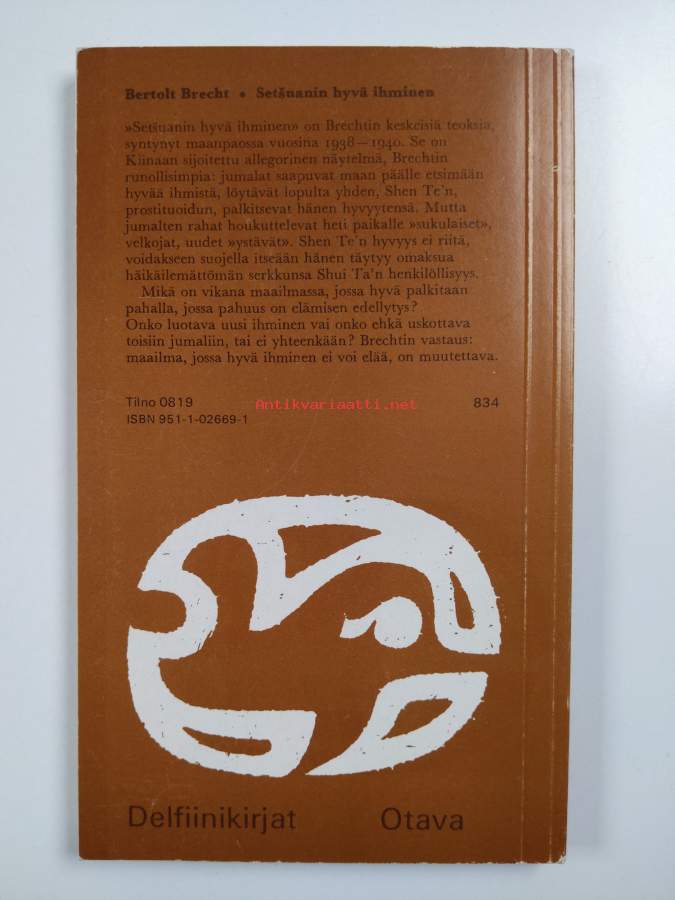 Bertolt Brecht • Setšuanin hyvä ihminen
»Setšuanin hyvä ihminen» on Brechtin keskeisiä teoksia,
syntynyt maanpaossa vuosina 1938—1940. Se on
Kiinaan sijoitettu allegorinen näytelmä, Brechtin
runollisimpia: jumalat saapuvat maan päälle etsimään
hyvää ihmistä, löytävät lopulta yhden, Shen Te'n,
prostituoidun, palkitsevat hänen hyvyytensä. Mutta
jumalten rahat houkuttelevat heti paikalle »sukulaiset»,
velkojat, uudet »ystävät». Shen Te'n hyvyys ei riitä,
voidakseen suojella itseään hänen täytyy omaksua
häikäilemättömän serkkunsa Shui Ta'n henkilöllisyys.
Mikä on vikana maailmassa, jossa hyvä palkitaan
pahalla, jossa pahuus on elämisen edellytys?
Onko luotava uusi ihminen vai onko ehkä uskottava
toisiin jumaliin, tai ei yhteenkään? Brechtin vastaus:
maailma, jossa hyvä ihminen ei voi elää, on muutettava.
Tilno 0819 Antikvariaatti.net 834
ISBN 951-1-02669-1
Delfiinikirjat Otava